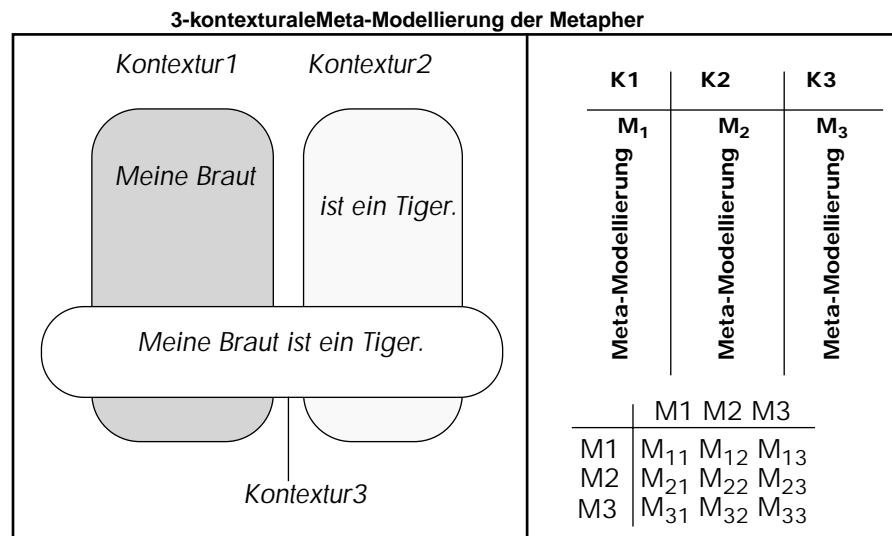 3-kontexturaleMeta-Modellierung der Metapher
Kontextur1 Kontextur2
Meine Braut
ist ein Tiger.
Meine Braut ist ein Tiger.
Kontextur3
K1 K2 K3
M₁ M₂ M₃
Meta-Modellierung
Meta-Modellierung
Meta-Modellierung
M1 M2 M3
M1 M₁₁ M₁₂ M₁₃
M2 M₂₁ M₂₂ M₂₃
M3 M₃₁ M₃₂ M₃₃